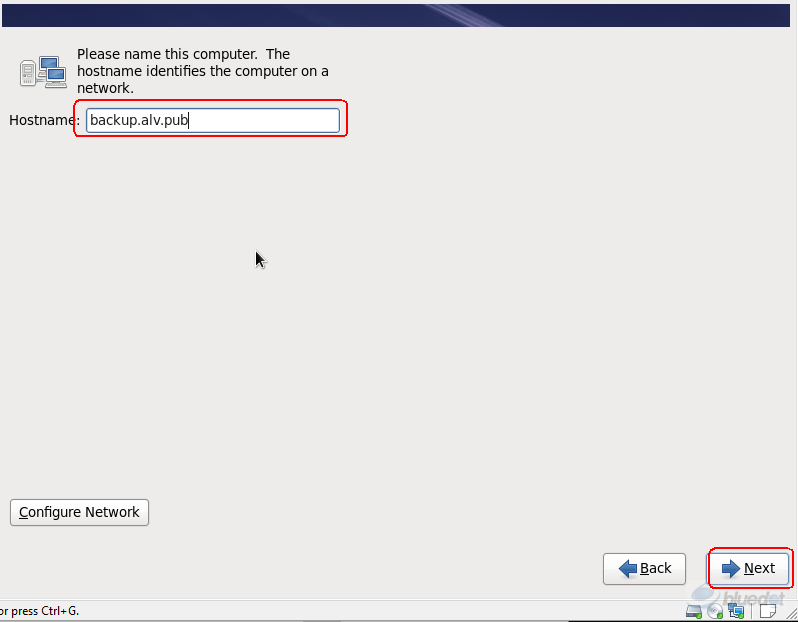 Please name this computer.  The
hostname identifies the computer on a
network.
Hostname: backup.alv.pub
Configure Network
Back
Next
bluedot
or press Ctrl+G.